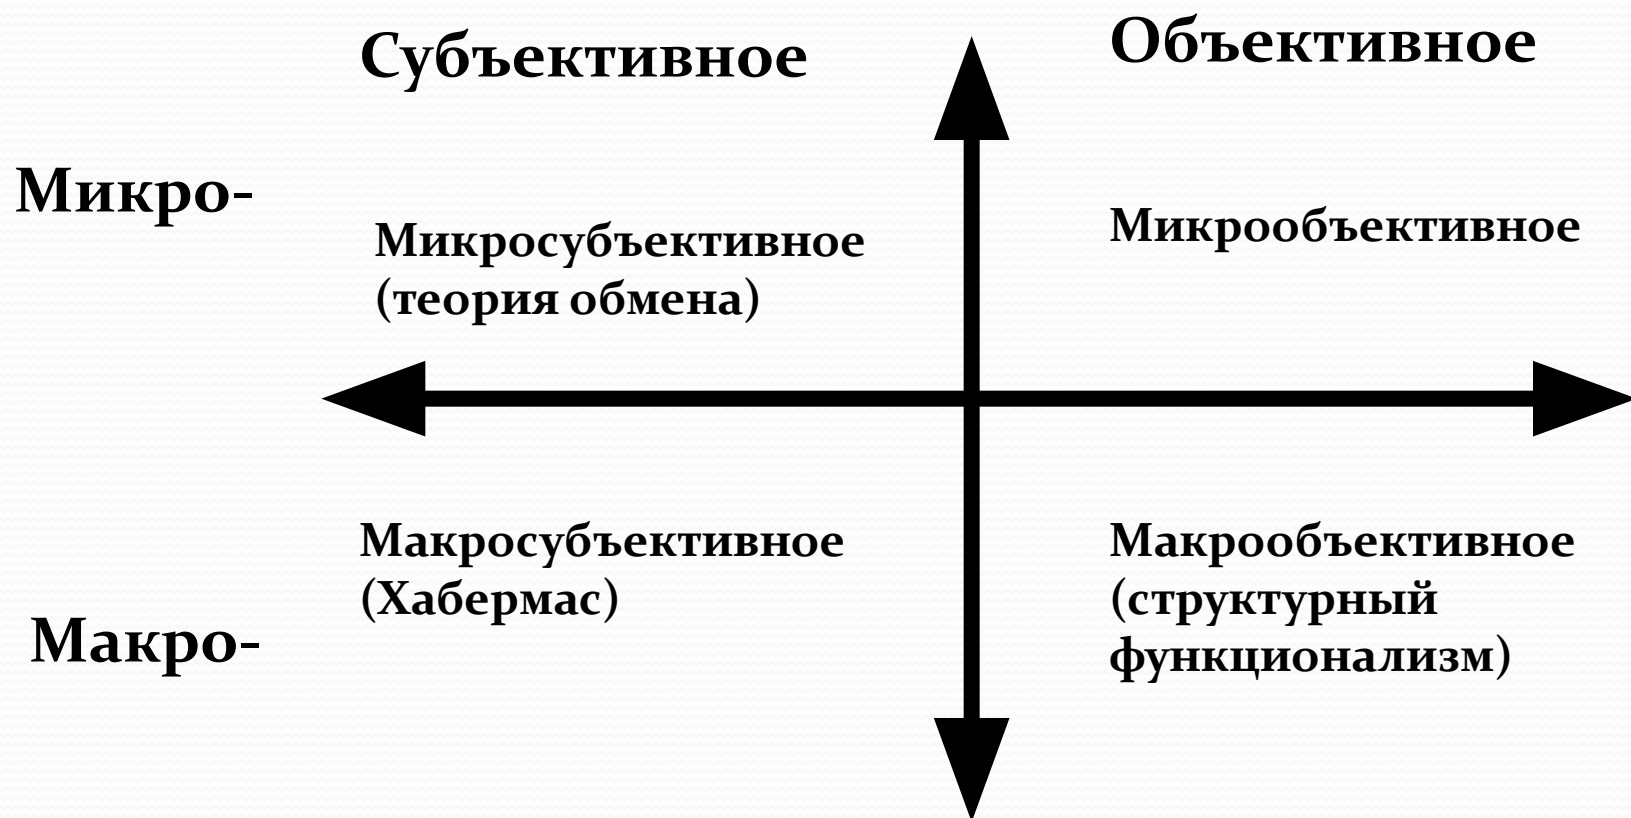 Субъективное
Объективное
Микро-
Микросубъективное
(теория обмена)
Микрообъективное
Макросубъективное
(Хабермас)
Макрообъективное
(структурный
функционализм)
Макро-